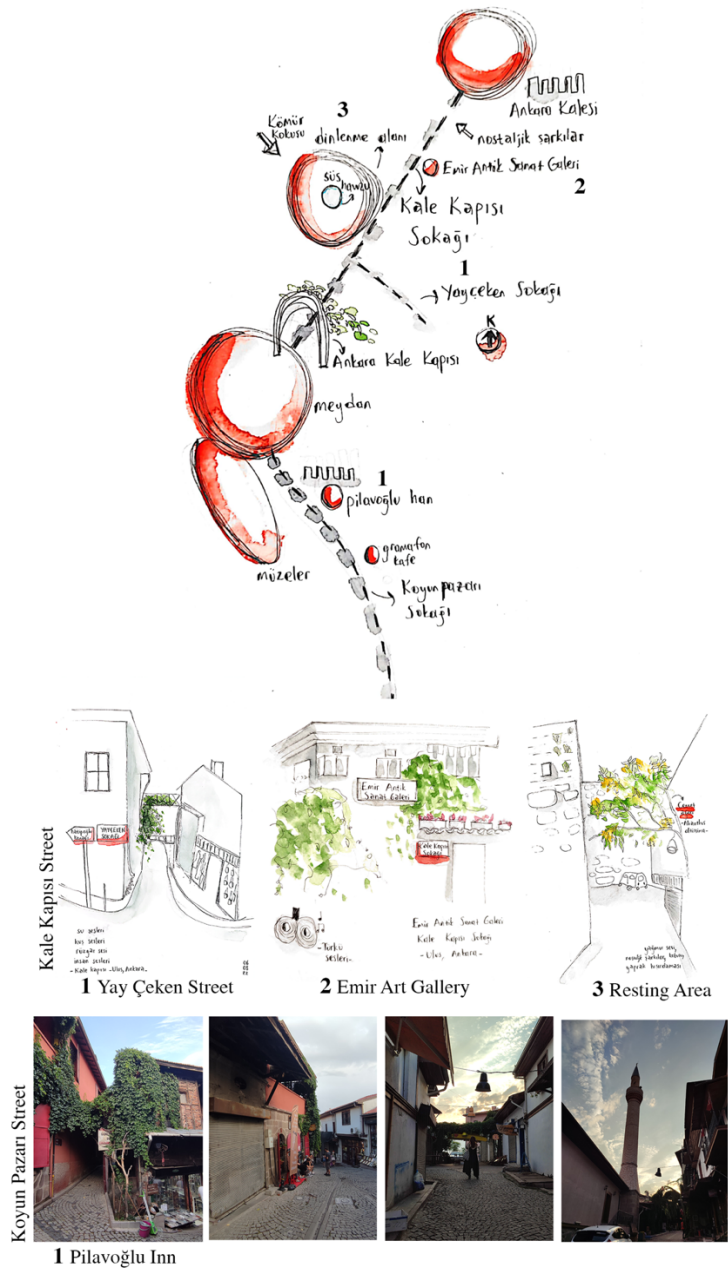 Ankara Kalesi
nostaljik şarkılar
Kömür
kokusu
3
dinlenme alanı
Emir Antik Sanat Galeri
2
süs
havuzu
Kale Kapısı
Sokağı
1
Yayçeken Sokağı
K
Ankara Kale Kapısı
meydan
1
pilavoğlu han
gramafon
kafe
müzeler
Koyunpazarı
Sokağı
Kale Kapısı Street
YAYÇEKEN
SOKAĞI
su sesleri
kuş sesleri
rüzgar sesi
insan sesleri
- Kale kapısı - Ulus, Ankara -
1 Yay Çeken Street
Emir Antik
Sanat Galeri
Kale Kapısı
Sokağı
-Türkü
sesleri-
Emir Antik Sanat Galeri
Kale Kapısı Sokağı
- Ulus, Ankara -
2 Emir Art Gallery
3 Resting Area
Koyun Pazarı Street
1 Pilavoğlu Inn